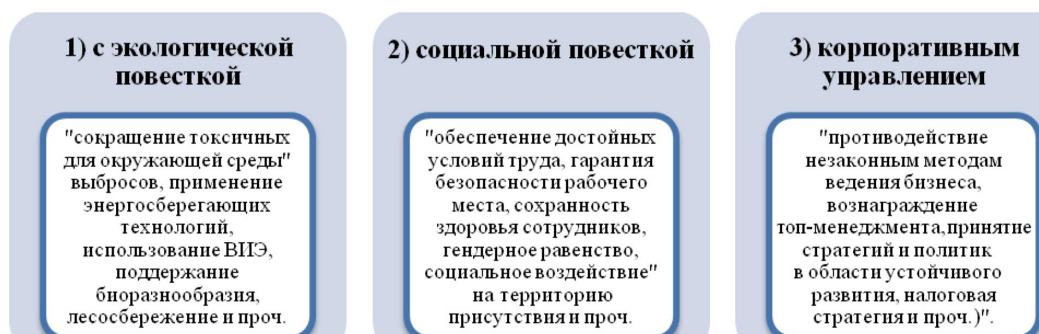 1) с экологической
повесткой
"сокращение токсичных
для окружающей среды"
выбросов, применение
энергосберегающих
технологий,
использование ВИЭ,
поддержание
биоразнообразия,
лесосбережение и проч.
2) социальной повесткой
"обеспечение достойных
условий труда, гарантия
безопасности рабочего
места, сохранность
здоровья сотрудников,
гендерное равенство,
социальное воздействие"
на территорию
присутствия и проч.
3) корпоративным
управлением
"противодействие
незаконным методам
ведения бизнеса,
вознаграждение
топ-менеджмента,принятие
стратегий и политик
в области устойчивого
развития, налоговая
стратегия и проч.)".